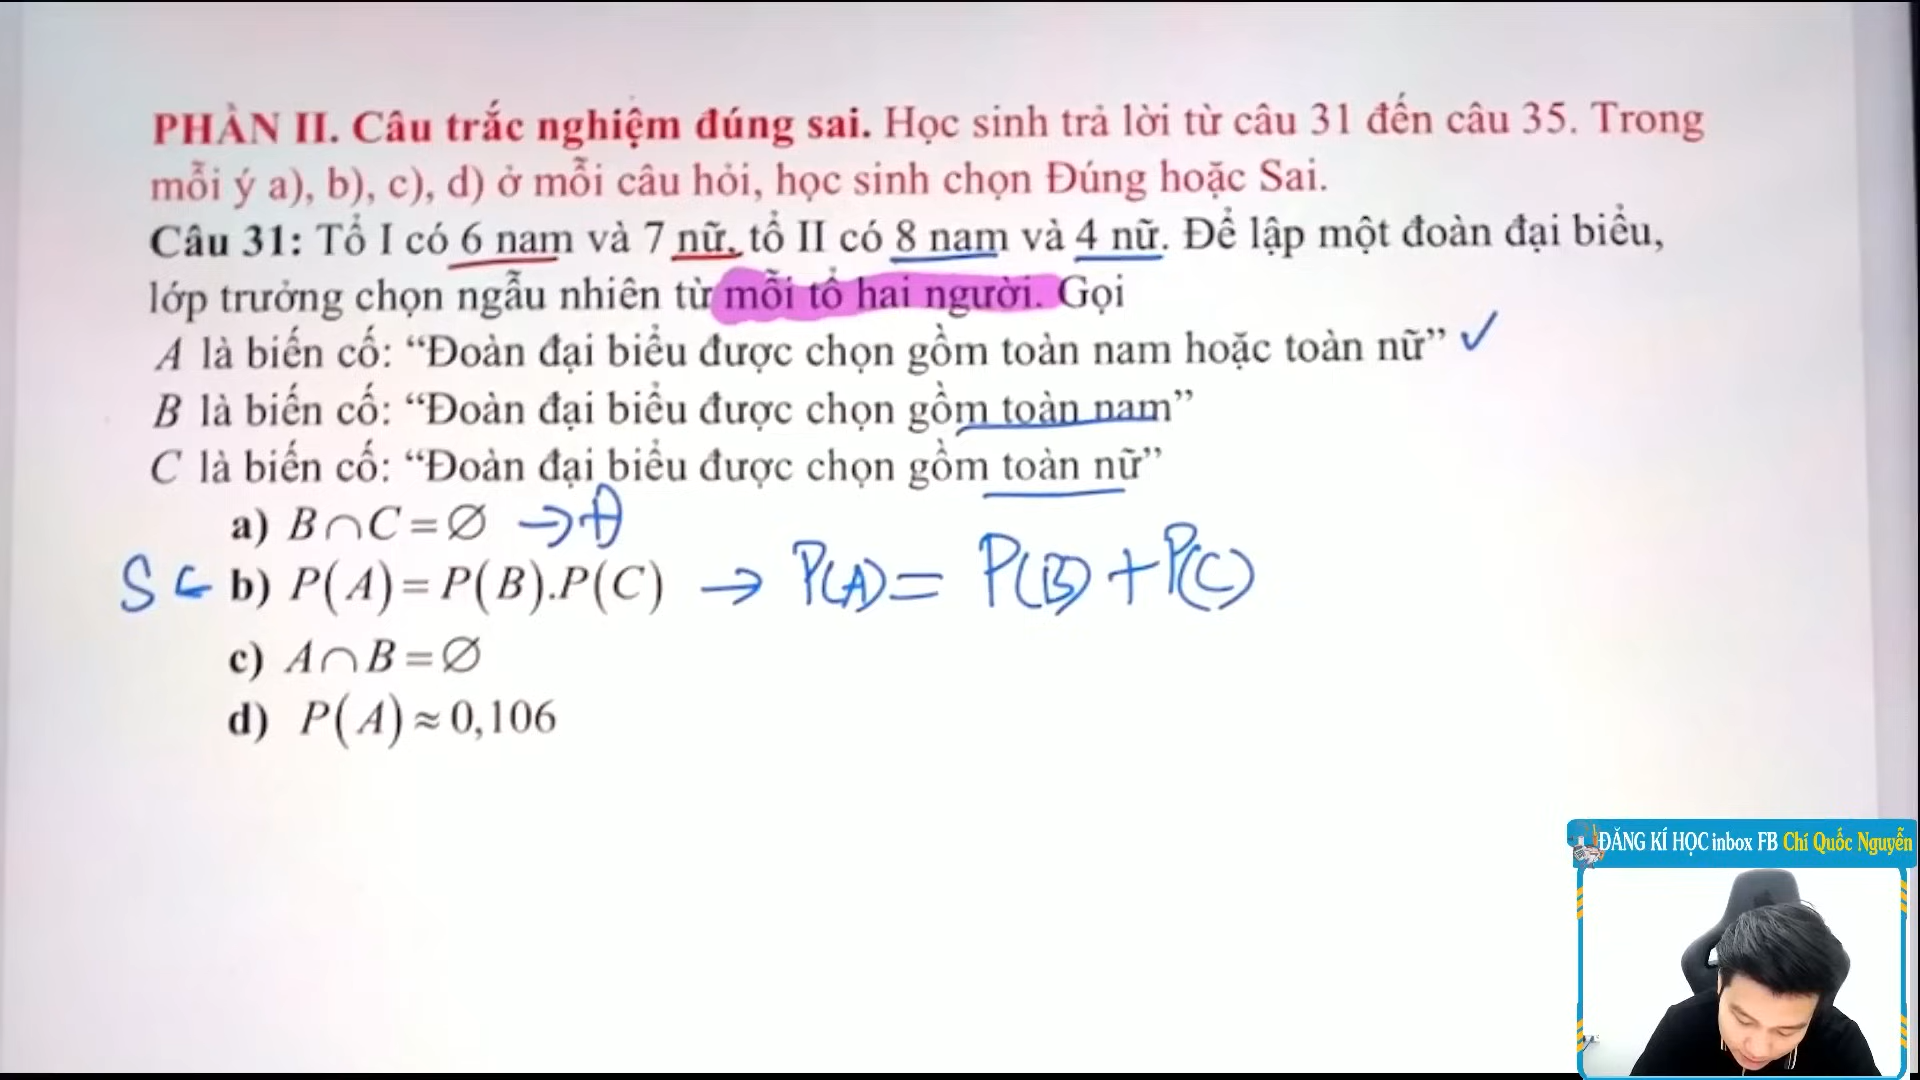 PHẦN II. Câu trắc nghiệm đúng sai. Học sinh trả lời từ câu 31 đến câu 35. Trong
mỗi ý a), b), c), d) ở mỗi câu hỏi, học sinh chọn Đúng hoặc Sai.
Câu 31: Tổ I có 6 nam và 7 nữ, tổ II có 8 nam và 4 nữ. Để lập một đoàn đại biểu,
lớp trưởng chọn ngẫu nhiên từ mỗi tổ hai người. Gọi
A là biến cố: “Đoàn đại biểu được chọn gồm toàn nam hoặc toàn nữ” ✓
B là biến cố: “Đoàn đại biểu được chọn gồm toàn nam”
C là biến cố: “Đoàn đại biểu được chọn gồm toàn nữ”
a) B∩C=∅ → Đ
S ← b) P(A)=P(B).P(C) → P(A) = P(B) + P(C)
c) A∩B=∅
d) P(A)≈0,106
ĐĂNG KÍ HỌC inbox FB Chí Quốc Nguyễn